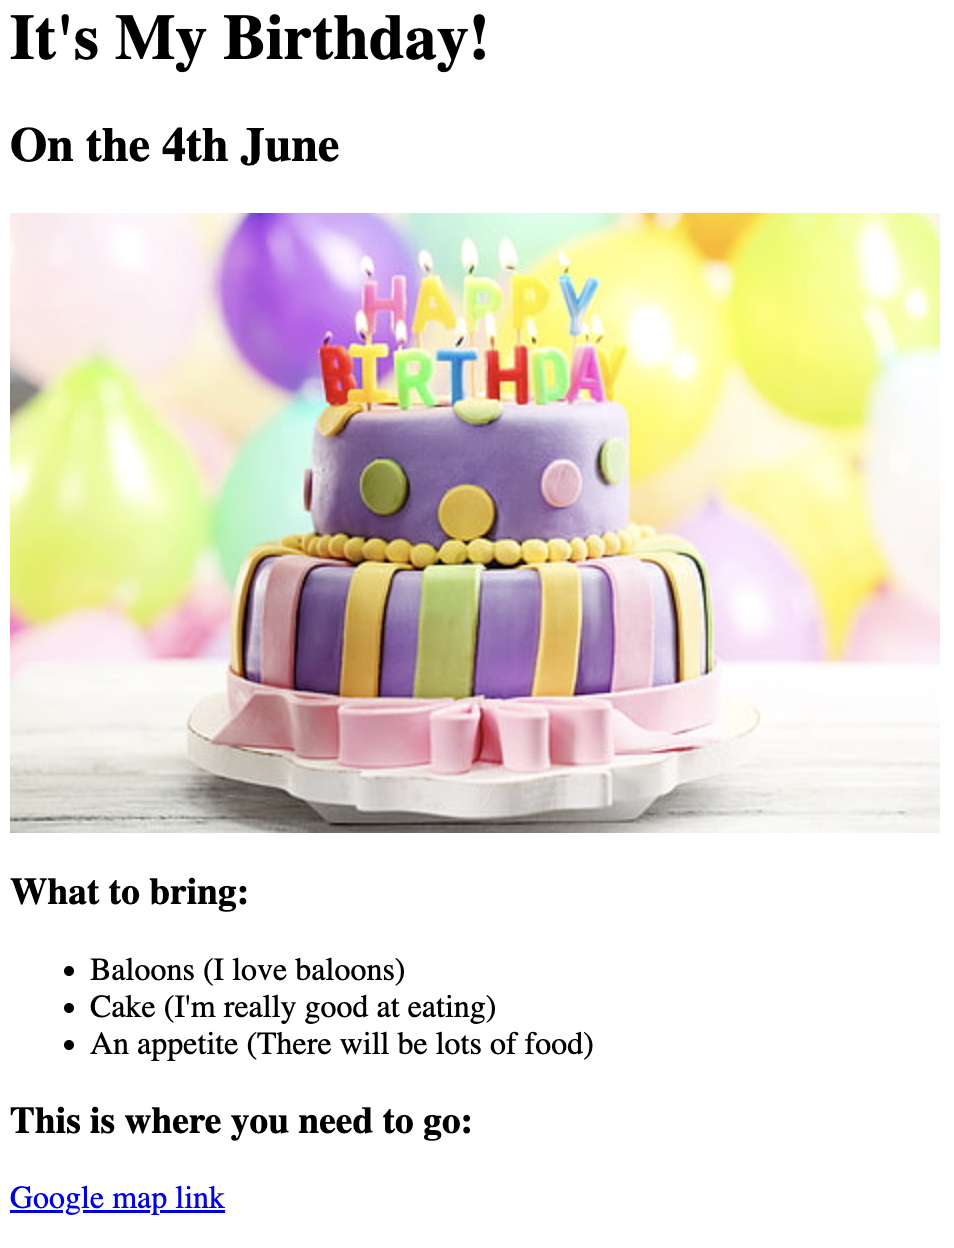 It's My Birthday!
On the 4th June
HAPPY
BIRTHDAY
What to bring:
Baloons (I love baloons)
Cake (I'm really good at eating)
An appetite (There will be lots of food)
This is where you need to go:
Google map link